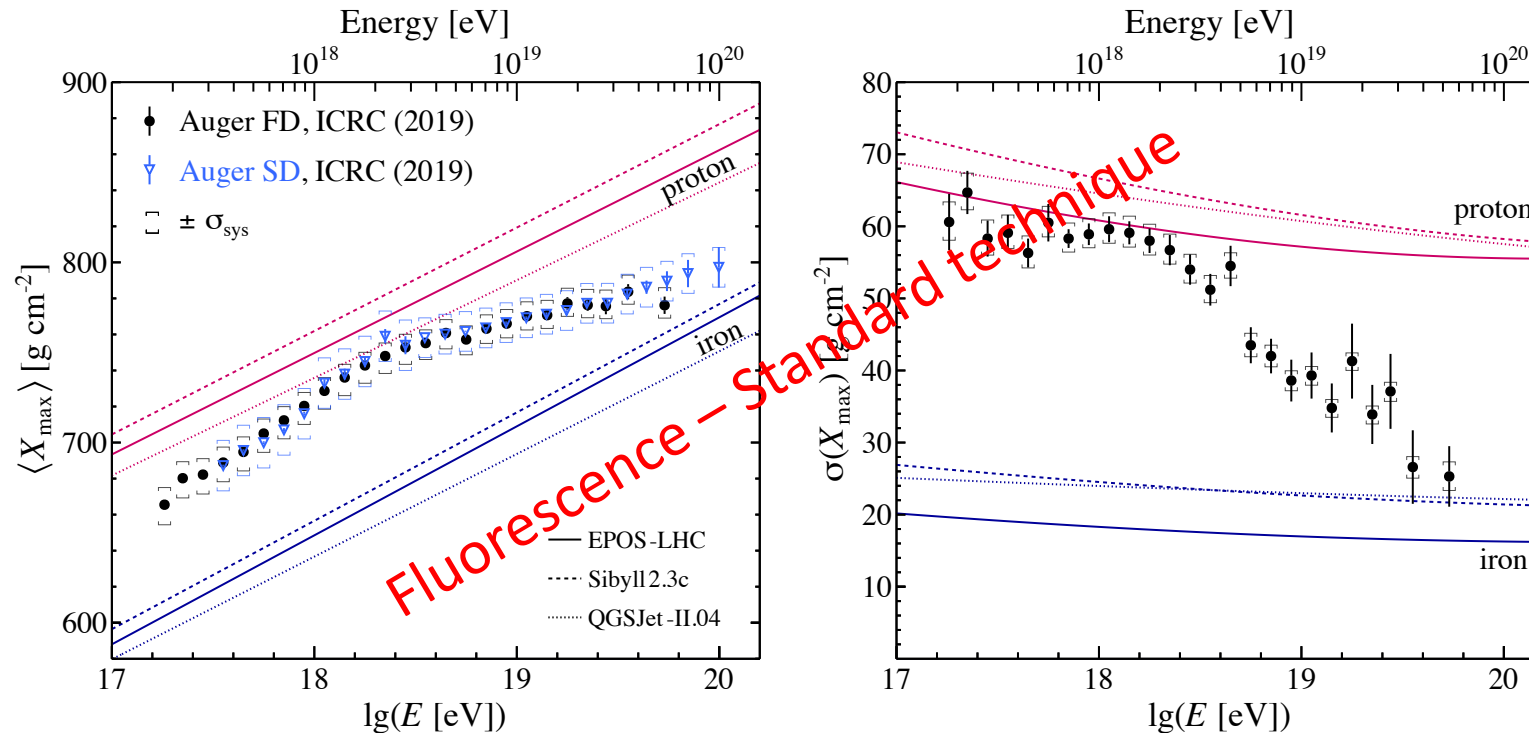 Energy [eV]
10^18
10^19
10^20
900
800
700
600
⟨X_max⟩ [g cm^-2]
Auger FD, ICRC (2019)
Auger SD, ICRC (2019)
± σ_sys
proton
iron
EPOS-LHC
Sibyll2.3c
QGSJet-II.04
17
18
19
20
lg(E [eV])
Fluorescence – Standard technique
Energy [eV]
10^18
10^19
10^20
80
70
60
50
40
30
20
10
σ(X_max) [g cm^-2]
proton
iron
17
18
19
20
lg(E [eV])